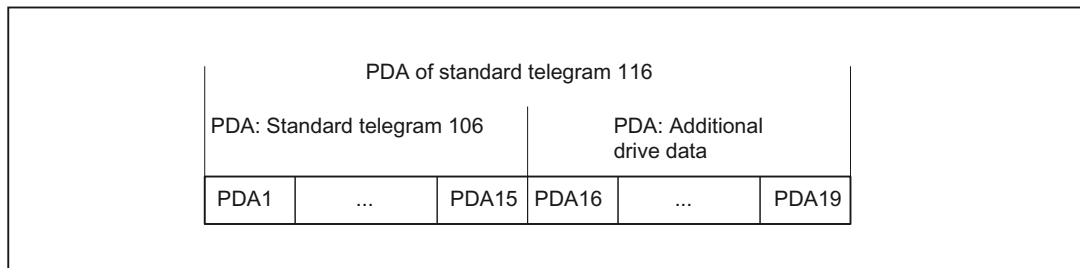 PDA of standard telegram 116
PDA: Standard telegram 106
PDA: Additional
drive data
PDA1 ... PDA15 PDA16 ... PDA19